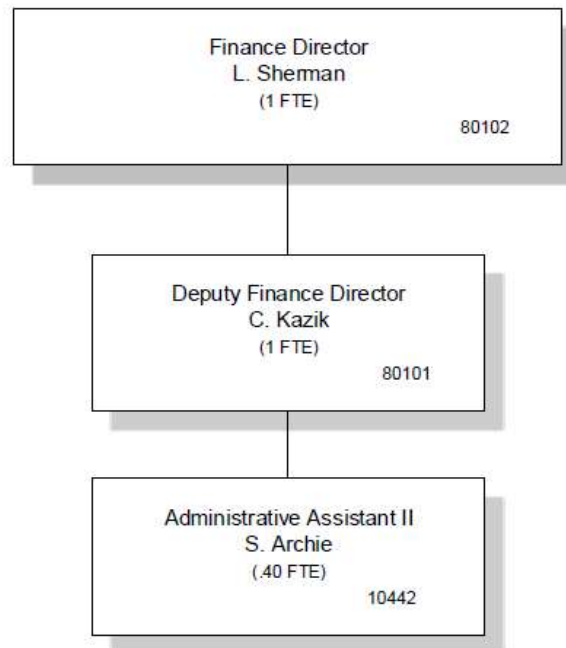 Finance Director
L. Sherman
(1 FTE)
80102
Deputy Finance Director
C. Kazik
(1 FTE)
80101
Administrative Assistant II
S. Archie
(.40 FTE)
10442